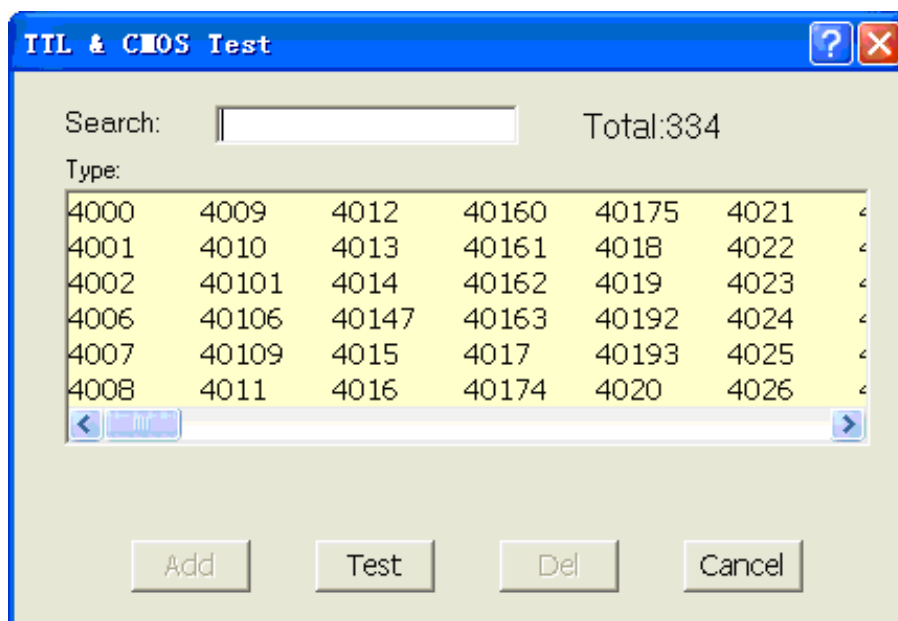 TTL & CMOS Test
Search: Total:334
Type:
4000 4009 4012 40160 40175 4021
4001 4010 4013 40161 4018 4022
4002 40101 4014 40162 4019 4023
4006 40106 40147 40163 40192 4024
4007 40109 4015 4017 40193 4025
4008 4011 4016 40174 4020 4026
Add Test Del Cancel